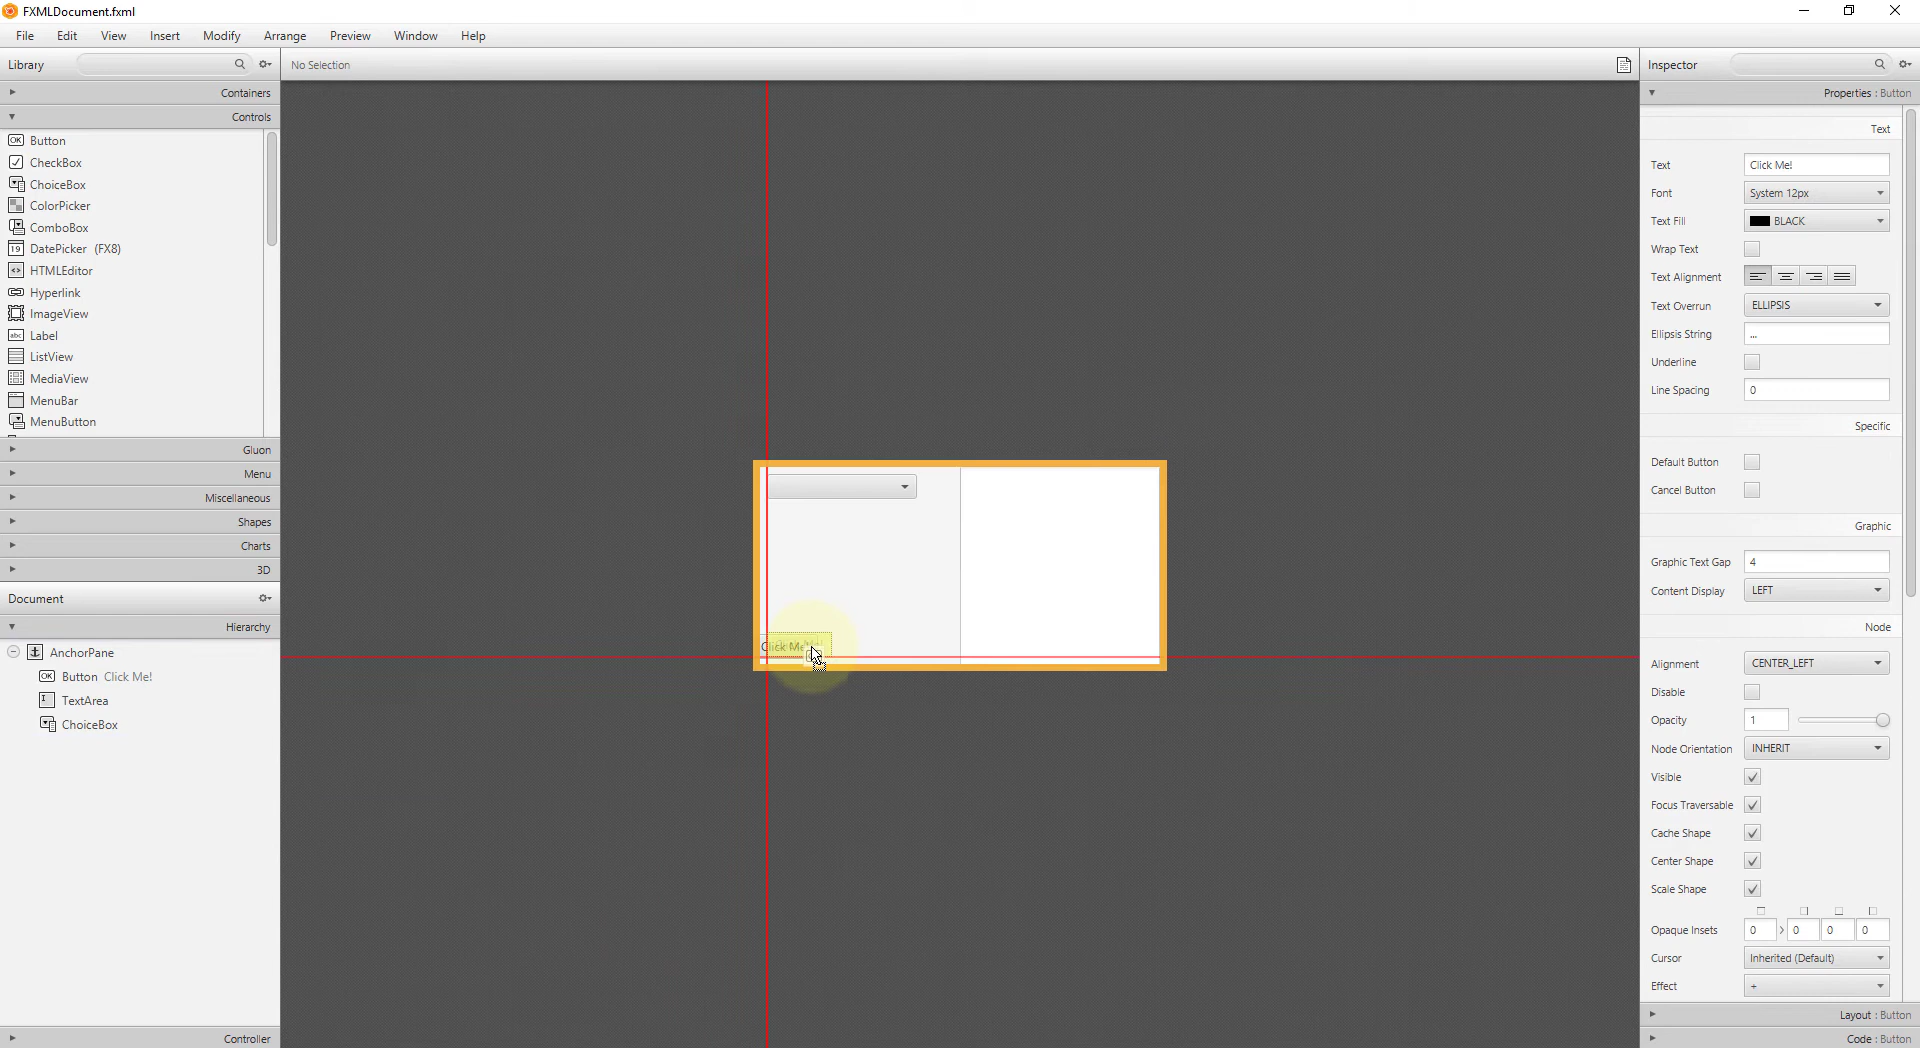 FXMLDocument.fxml
File Edit View Insert Modify Arrange Preview Window Help
Library
No Selection
Inspector
Containers
Controls
Button
CheckBox
ChoiceBox
ColorPicker
ComboBox
DatePicker (FX8)
HTMLEditor
Hyperlink
ImageView
Label
ListView
MediaView
MenuBar
MenuButton
Gluon
Menu
Miscellaneous
Shapes
Charts
3D
Document
Hierarchy
AnchorPane
Button Click Me!
TextArea
ChoiceBox
Controller
Click Me!
Properties : Button
Text
Text Click Me!
Font System 12px
Text Fill BLACK
Wrap Text
Text Alignment
Text Overrun ELLIPSIS
Ellipsis String ...
Underline
Line Spacing 0
Specific
Default Button
Cancel Button
Graphic
Graphic Text Gap 4
Content Display LEFT
Node
Alignment CENTER_LEFT
Disable
Opacity 1
Node Orientation INHERIT
Visible
Focus Traversable
Cache Shape
Center Shape
Scale Shape
Opaque Insets 0 0 0 0
Cursor Inherited (Default)
Effect +
Layout : Button
Code : Button